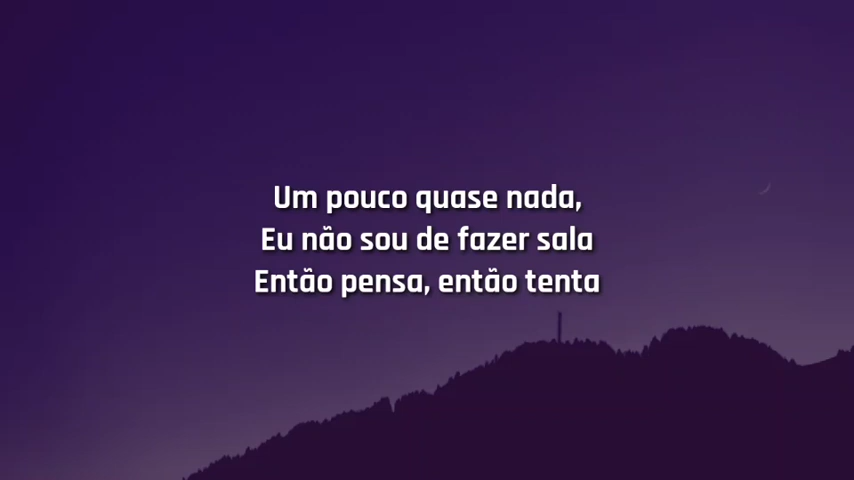 Um pouco quase nada,
Eu não sou de fazer sala
Então pensa, então tenta